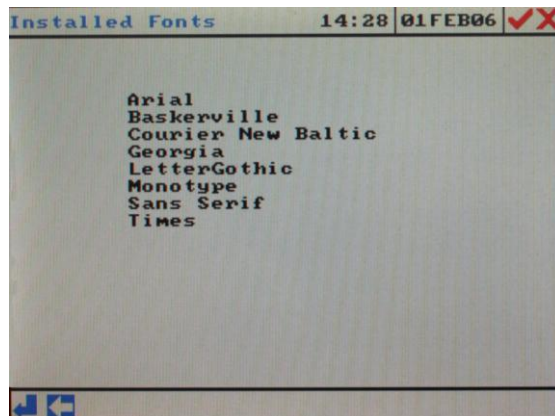 Installed Fonts 14:28 01FEB06
Arial
Baskerville
Courier New Baltic
Georgia
LetterGothic
Monotype
Sans Serif
Times